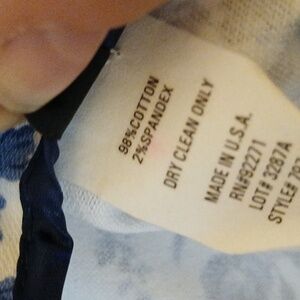 98%COTTON
2%SPANDEX
DRY CLEAN ONLY
MADE IN U.S.A.
RN#92271
LOT# 3287A
STYLE#